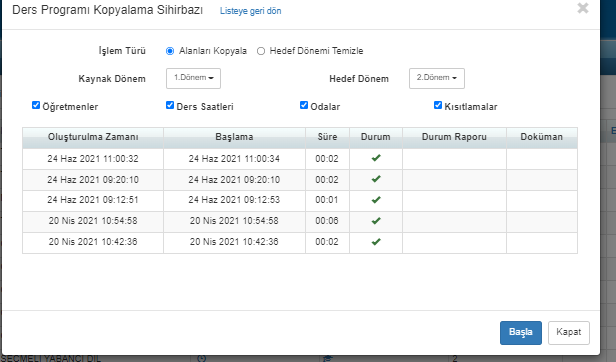 Ders Programı Kopyalama Sihirbazı Listeye geri dön
İşlem Türü Alanları Kopyala Hedef Dönemi Temizle
Kaynak Dönem 1.Dönem Hedef Dönem 2.Dönem
Öğretmenler Ders Saatleri Odalar Kısıtlamalar
Oluşturulma Zamanı Başlama Süre Durum Durum Raporu Doküman
24 Haz 2021 11:00:32 24 Haz 2021 11:00:34 00:02
24 Haz 2021 09:20:10 24 Haz 2021 09:20:10 00:02
24 Haz 2021 09:12:51 24 Haz 2021 09:12:53 00:01
20 Nis 2021 10:54:58 20 Nis 2021 10:54:58 00:06
20 Nis 2021 10:42:36 20 Nis 2021 10:42:36 00:02
Başla Kapat
SEÇMELİ YABANCI DİL 2